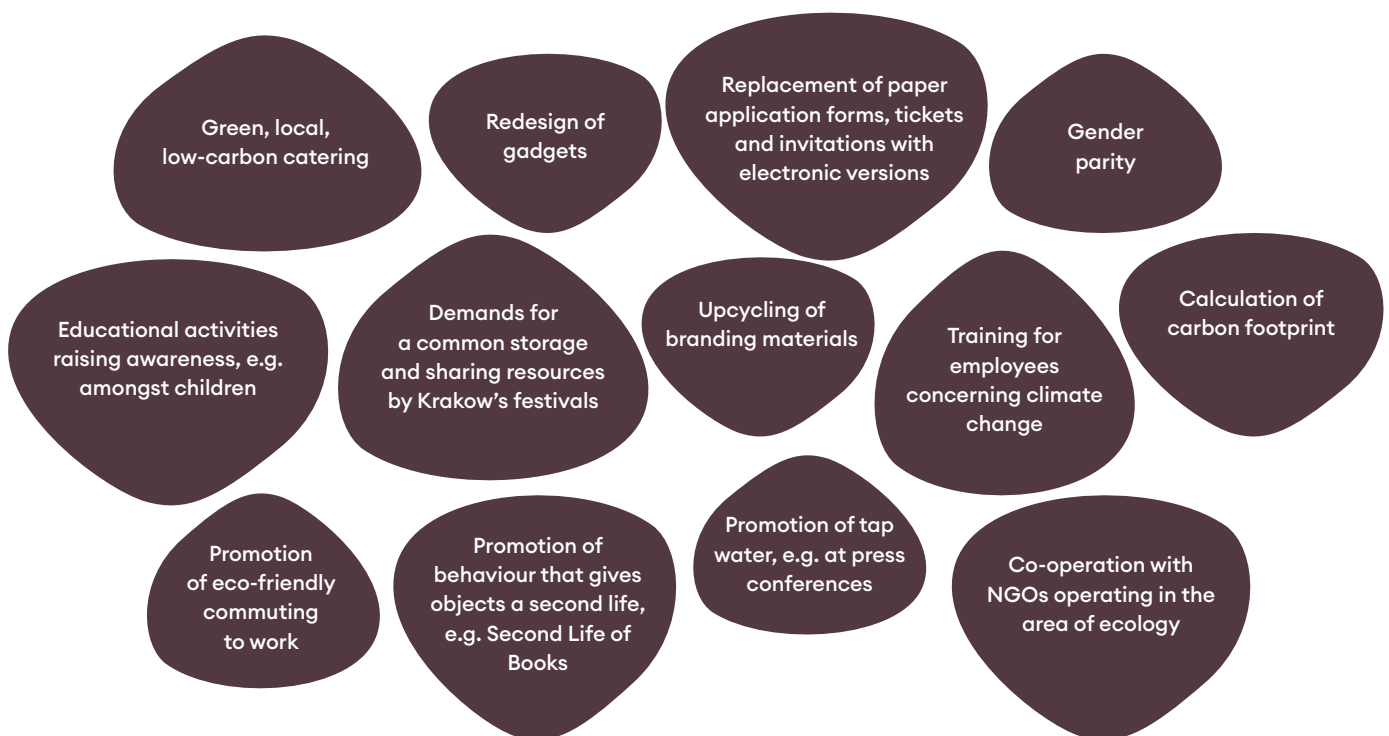 Green, local,
low-carbon catering
Redesign of
gadgets
Replacement of paper
application forms, tickets
and invitations with
electronic versions
Gender
parity
Educational activities
raising awareness, e.g.
amongst children
Demands for
a common storage
and sharing resources
by Krakow's festivals
Upcycling of
branding materials
Training for
employees
concerning climate
change
Calculation of
carbon footprint
Promotion
of eco-friendly
commuting
to work
Promotion of
behaviour that gives
objects a second life,
e.g. Second Life of
Books
Promotion of tap
water, e.g. at press
conferences
Co-operation with
NGOs operating in the
area of ecology